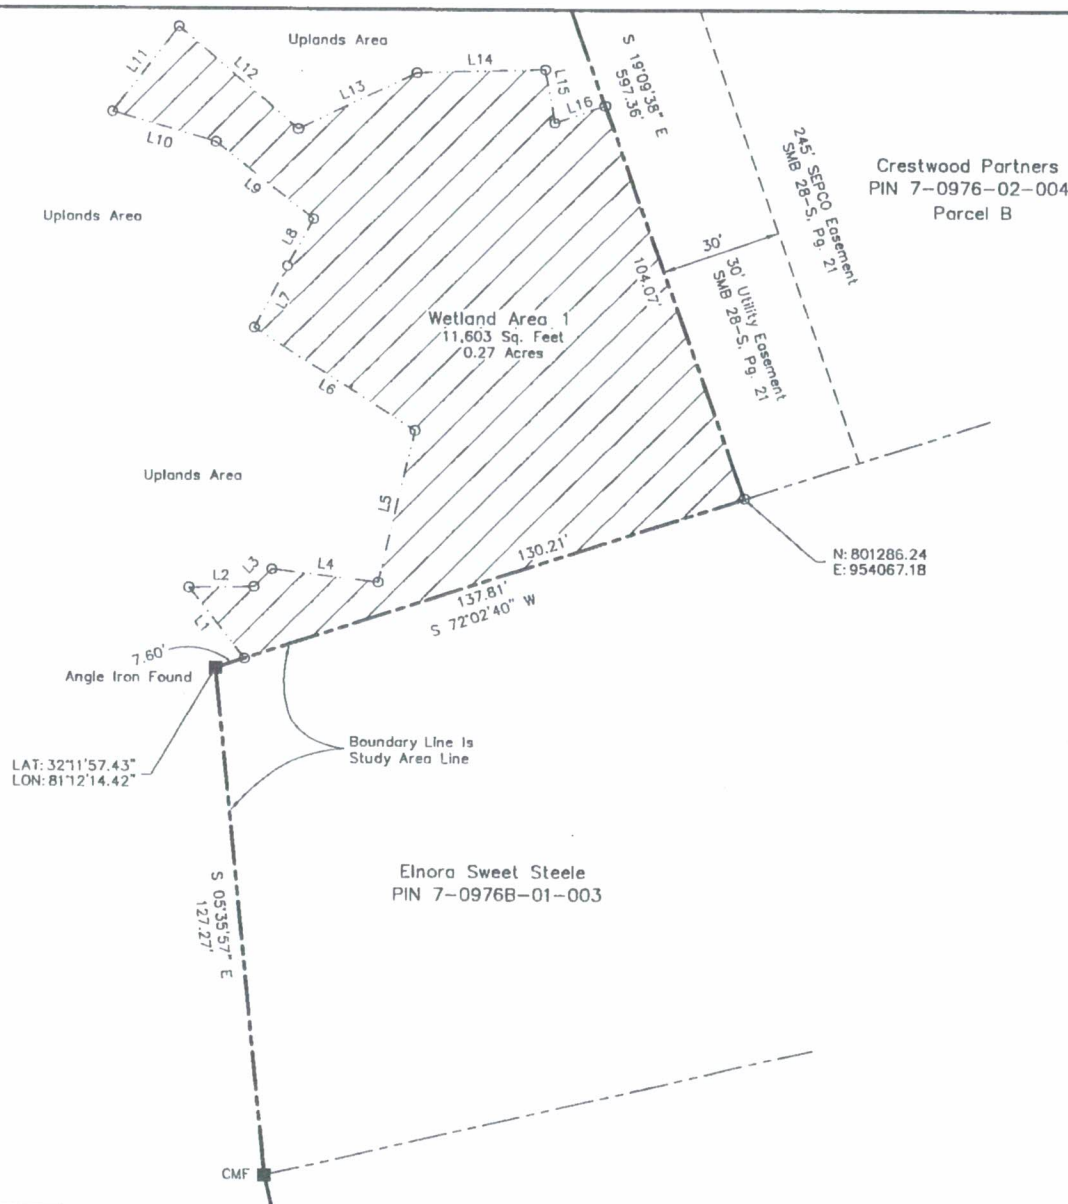 Uplands Area
L11
L12
L13
L14
L15
L16
L10
L9
L8
L7
L6
L5
L4
L3
L2
L1
S 19°09'38" E
597.36'
245' SEPCO Easement
SMB 28-S, Pg. 21
Crestwood Partners
PIN 7-0976-02-004
Parcel B
Uplands Area
30'
30' Utility Easement
SMB 28-S, Pg. 21
104.07'
Wetland Area 1
11,603 Sq. Feet
0.27 Acres
Uplands Area
N: 801286.24
E: 954067.18
130.21'
137.81'
S 72°02'40" W
7.60'
Angle Iron Found
LAT: 32°11'57.43"
LON: 81°12'14.42"
Boundary Line Is
Study Area Line
Elnora Sweet Steele
PIN 7-0976B-01-003
S 05°35'57" E
127.27'
CMF